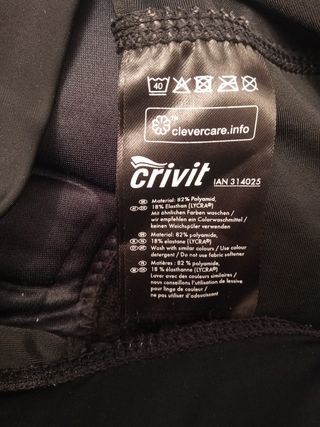 40
clevercare.info
crivit IAN 314025
Material: 82% Polyamid,
18% Elasthan (LYCRA®)
Mit ähnlichen Farben waschen /
wir empfehlen ein Colorwaschmittel /
keinen Weichspüler verwenden
Material: 82% polyamide,
18% elastane (LYCRA®)
Wash with similar colours / Use colour
detergent / Do not use fabric softener
Matières : 82 % polyamide,
18 % élasthanne (LYCRA®)
Laver avec des couleurs similaires /
nous conseillons l'utilisation de lessive
pour linge de couleur /
ne pas utiliser d'adoucissant